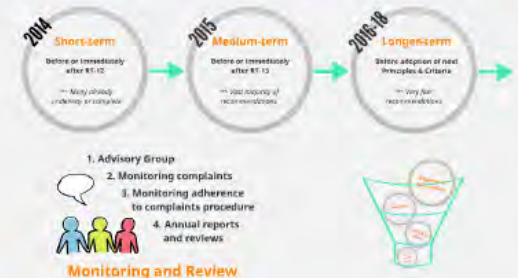 2014
Short-term
Before or immediately
after RT-12
Many already
underway or complete
2015
Medium-term
Before or immediately
after RT-13
Vast majority of
recommendations
2016-18
Longer-term
Before adoption of next
Principles & Criteria
Very few
recommendations
1. Advisory Group
2. Monitoring complaints
3. Monitoring adherence
to complaints procedure
4. Annual reports
and reviews
Monitoring and Review